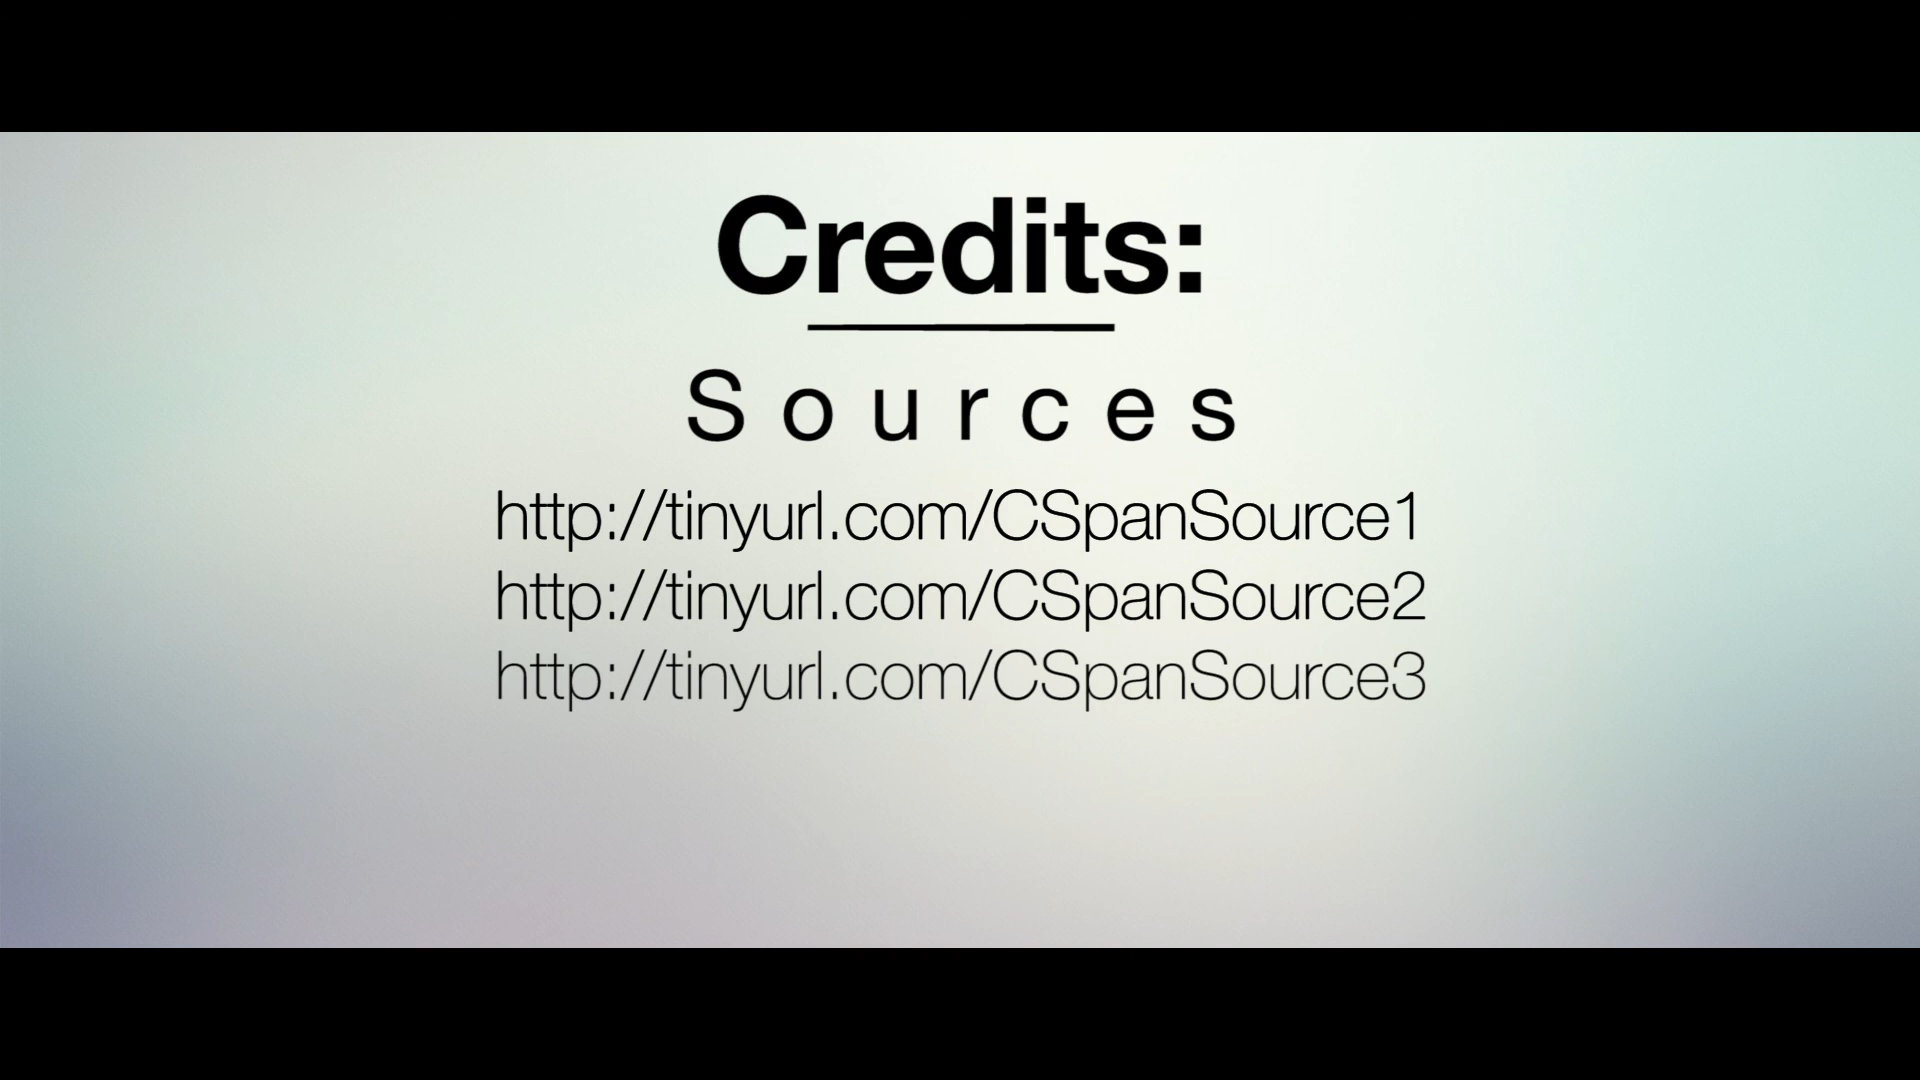 Credits:
Sources
http://tinyurl.com/CSpanSource1
http://tinyurl.com/CSpanSource2
http://tinyurl.com/CSpanSource3